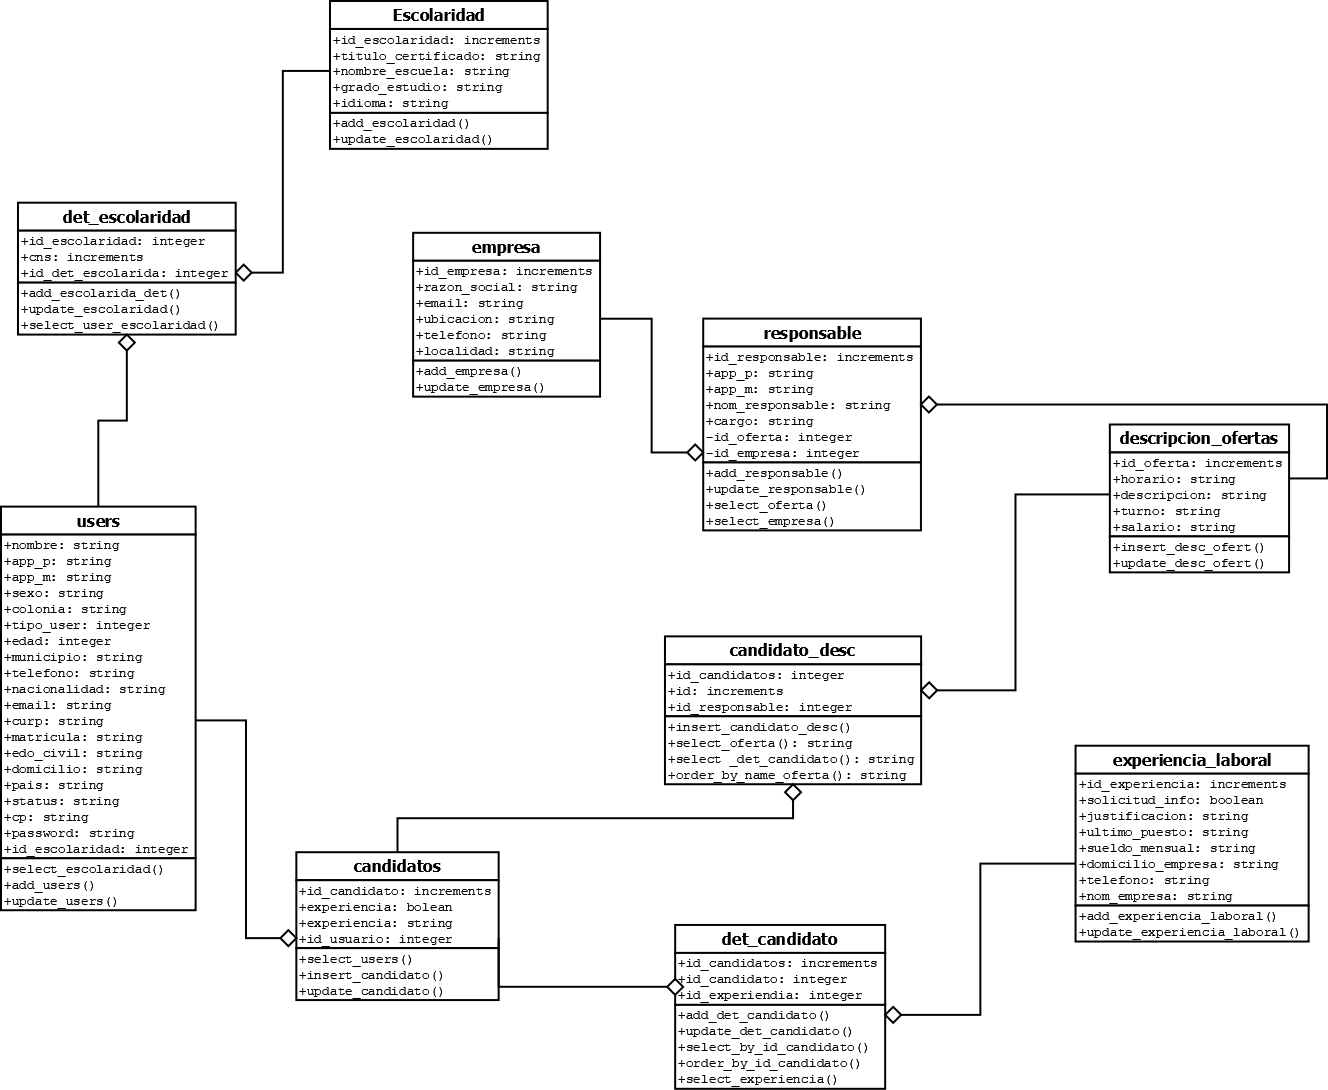 Escolaridad
+id_escolaridad: increments
+titulo_certificado: string
+nombre_escuela: string
+grado_estudio: string
+idioma: string
+add_escolaridad()
+update_escolaridad()
det_escolaridad
+id_escolaridad: integer
+cns: increments
+id_det_escolarida: integer
+add_escolarida_det()
+update_escolaridad()
+select_user_escolaridad()
empresa
+id_empresa: increments
+razon_social: string
+email: string
+ubicacion: string
+telefono: string
+localidad: string
+add_empresa()
+update_empresa()
responsable
+id_responsable: increments
+app_p: string
+app_m: string
+nom_responsable: string
+cargo: string
-id_oferta: integer
-id_empresa: integer
+add_responsable()
+update_responsable()
+select_oferta()
+select_empresa()
descripcion_ofertas
+id_oferta: increments
+horario: string
+descripcion: string
+turno: string
+salario: string
+insert_desc_ofert()
+update_desc_ofert()
users
+nombre: string
+app_p: string
+app_m: string
+sexo: string
+colonia: string
+tipo_user: integer
+edad: integer
+municipio: string
+telefono: string
+nacionalidad: string
+email: string
+curp: string
+matricula: string
+edo_civil: string
+domicilio: string
+pais: string
+status: string
+cp: string
+password: string
+id_escolaridad: integer
+select_escolaridad()
+add_users()
+update_users()
candidato_desc
+id_candidatos: integer
+id: increments
+id_responsable: integer
+insert_candidato_desc()
+select_oferta(): string
+select _det_candidato(): string
+order_by_name_oferta(): string
experiencia_laboral
+id_experiencia: increments
+solicitud_info: boolean
+justificacion: string
+ultimo_puesto: string
+sueldo_mensual: string
+domicilio_empresa: string
+telefono: string
+nom_empresa: string
+add_experiencia_laboral()
+update_experiencia_laboral()
candidatos
+id_candidato: increments
+experiencia: bolean
+experiencia: string
+id_usuario: integer
+select_users()
+insert_candidato()
+update_candidato()
det_candidato
+id_candidatos: increments
+id_candidato: integer
+id_experiendia: integer
+add_det_candidato()
+update_det_candidato()
+select_by_id_candidato()
+order_by_id_candidato()
+select_experiencia()